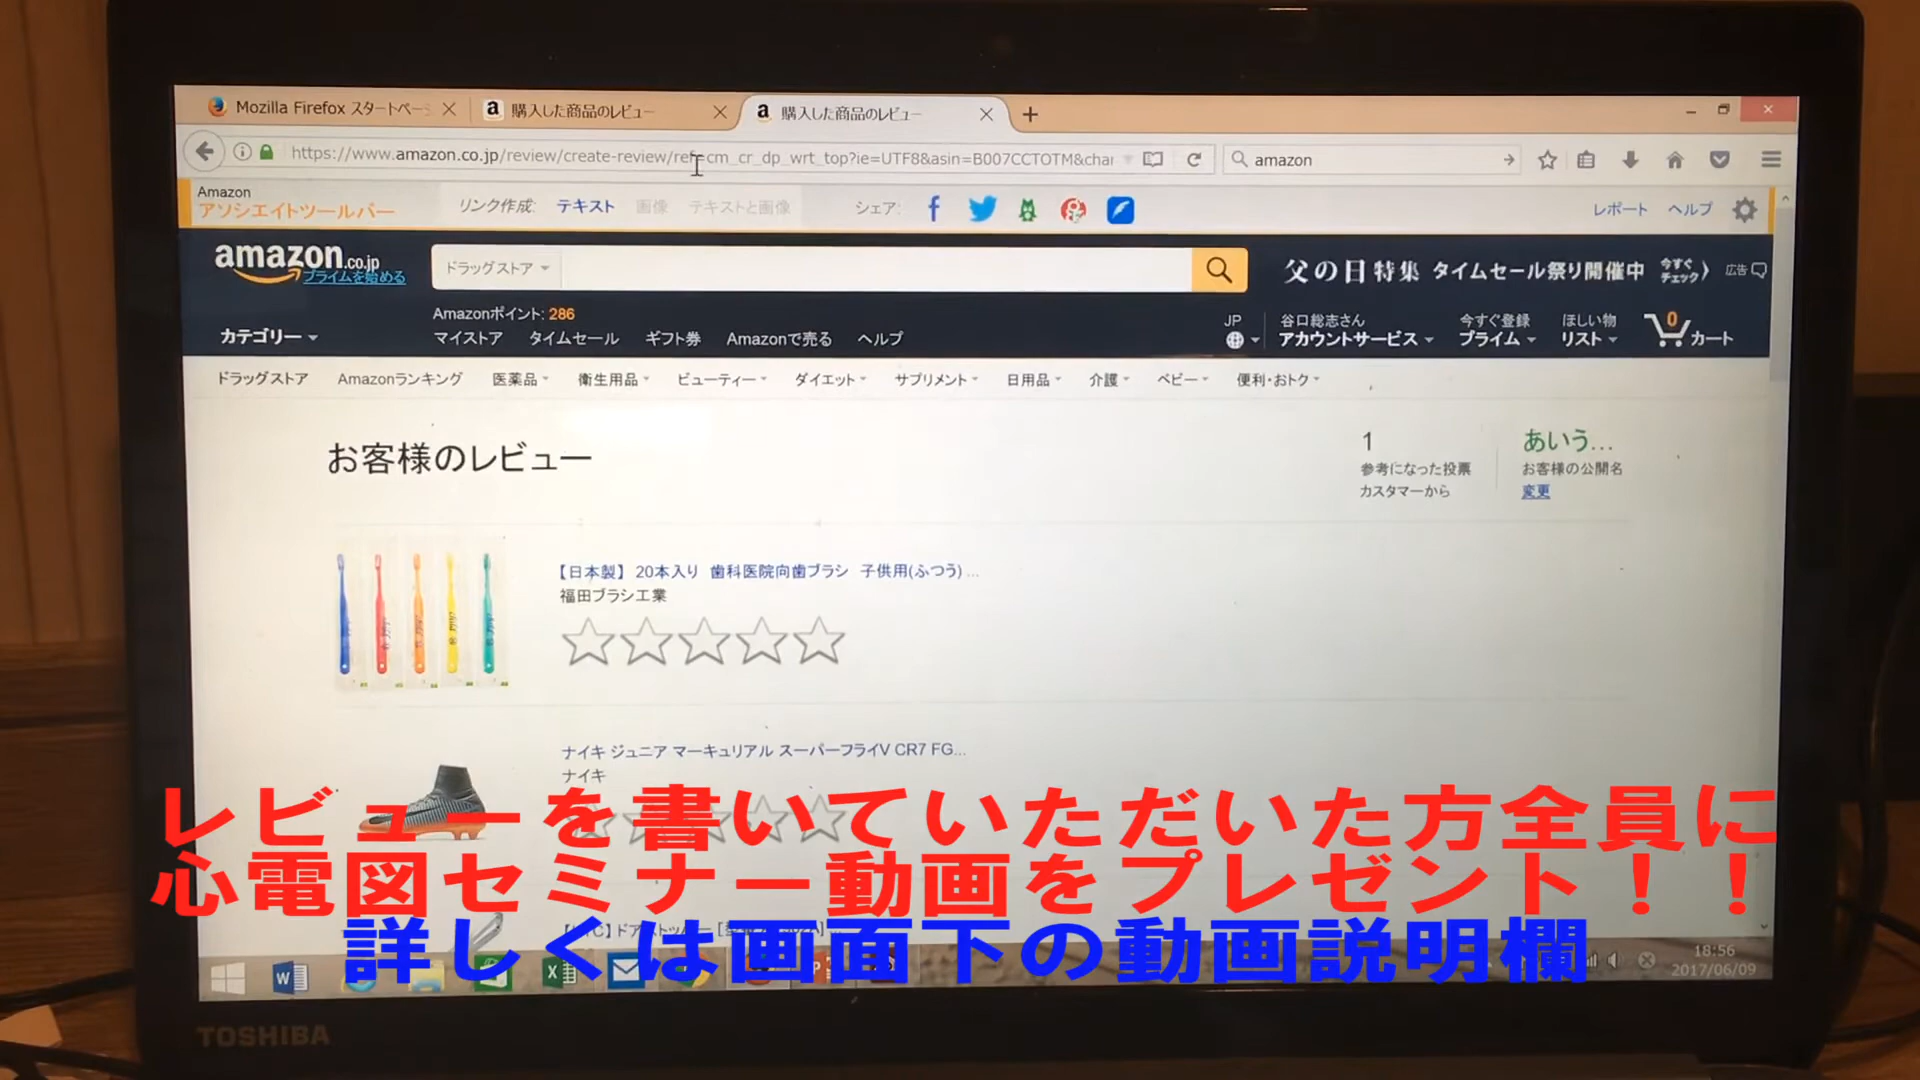 Mozilla Firefox スタートページ
購入した商品のレビュー
購入した商品のレビュー
https://www.amazon.co.jp/review/create-review/ref=cm_cr_dp_wrt_top?ie=UTF8&asin=B007CCTOTM&char
amazon
Amazon
アソシエイトツールバー
リンク作成: テキスト 画像 テキストと画像 シェア:
レポート ヘルプ
amazon.co.jp
プライムを始める
ドラッグストア
父の日特集 タイムセール祭り開催中 今すぐチェック 広告
Amazonポイント: 286
カテゴリー マイストア タイムセール ギフト券 Amazonで売る ヘルプ
JP 谷口総志さん アカウントサービス 今すぐ登録 プライム ほしい物 リスト 0 カート
ドラッグストア Amazonランキング 医薬品 衛生用品 ビューティー ダイエット サプリメント 日用品 介護 ベビー 便利・おトク
お客様のレビュー
1
参考になった投票
カスタマーから
あいう...
お客様の公開名
変更
【日本製】 20本入り 歯科医院向歯ブラシ 子供用(ふつう) ...
福田ブラシ工業
ナイキ ジュニア マーキュリアル スーパーフライV CR7 FG...
ナイキ
レビューを書いていただいた方全員に
心電図セミナー動画をプレゼント！！
詳しくは画面下の動画説明欄
18:56
2017/06/09
TOSHIBA